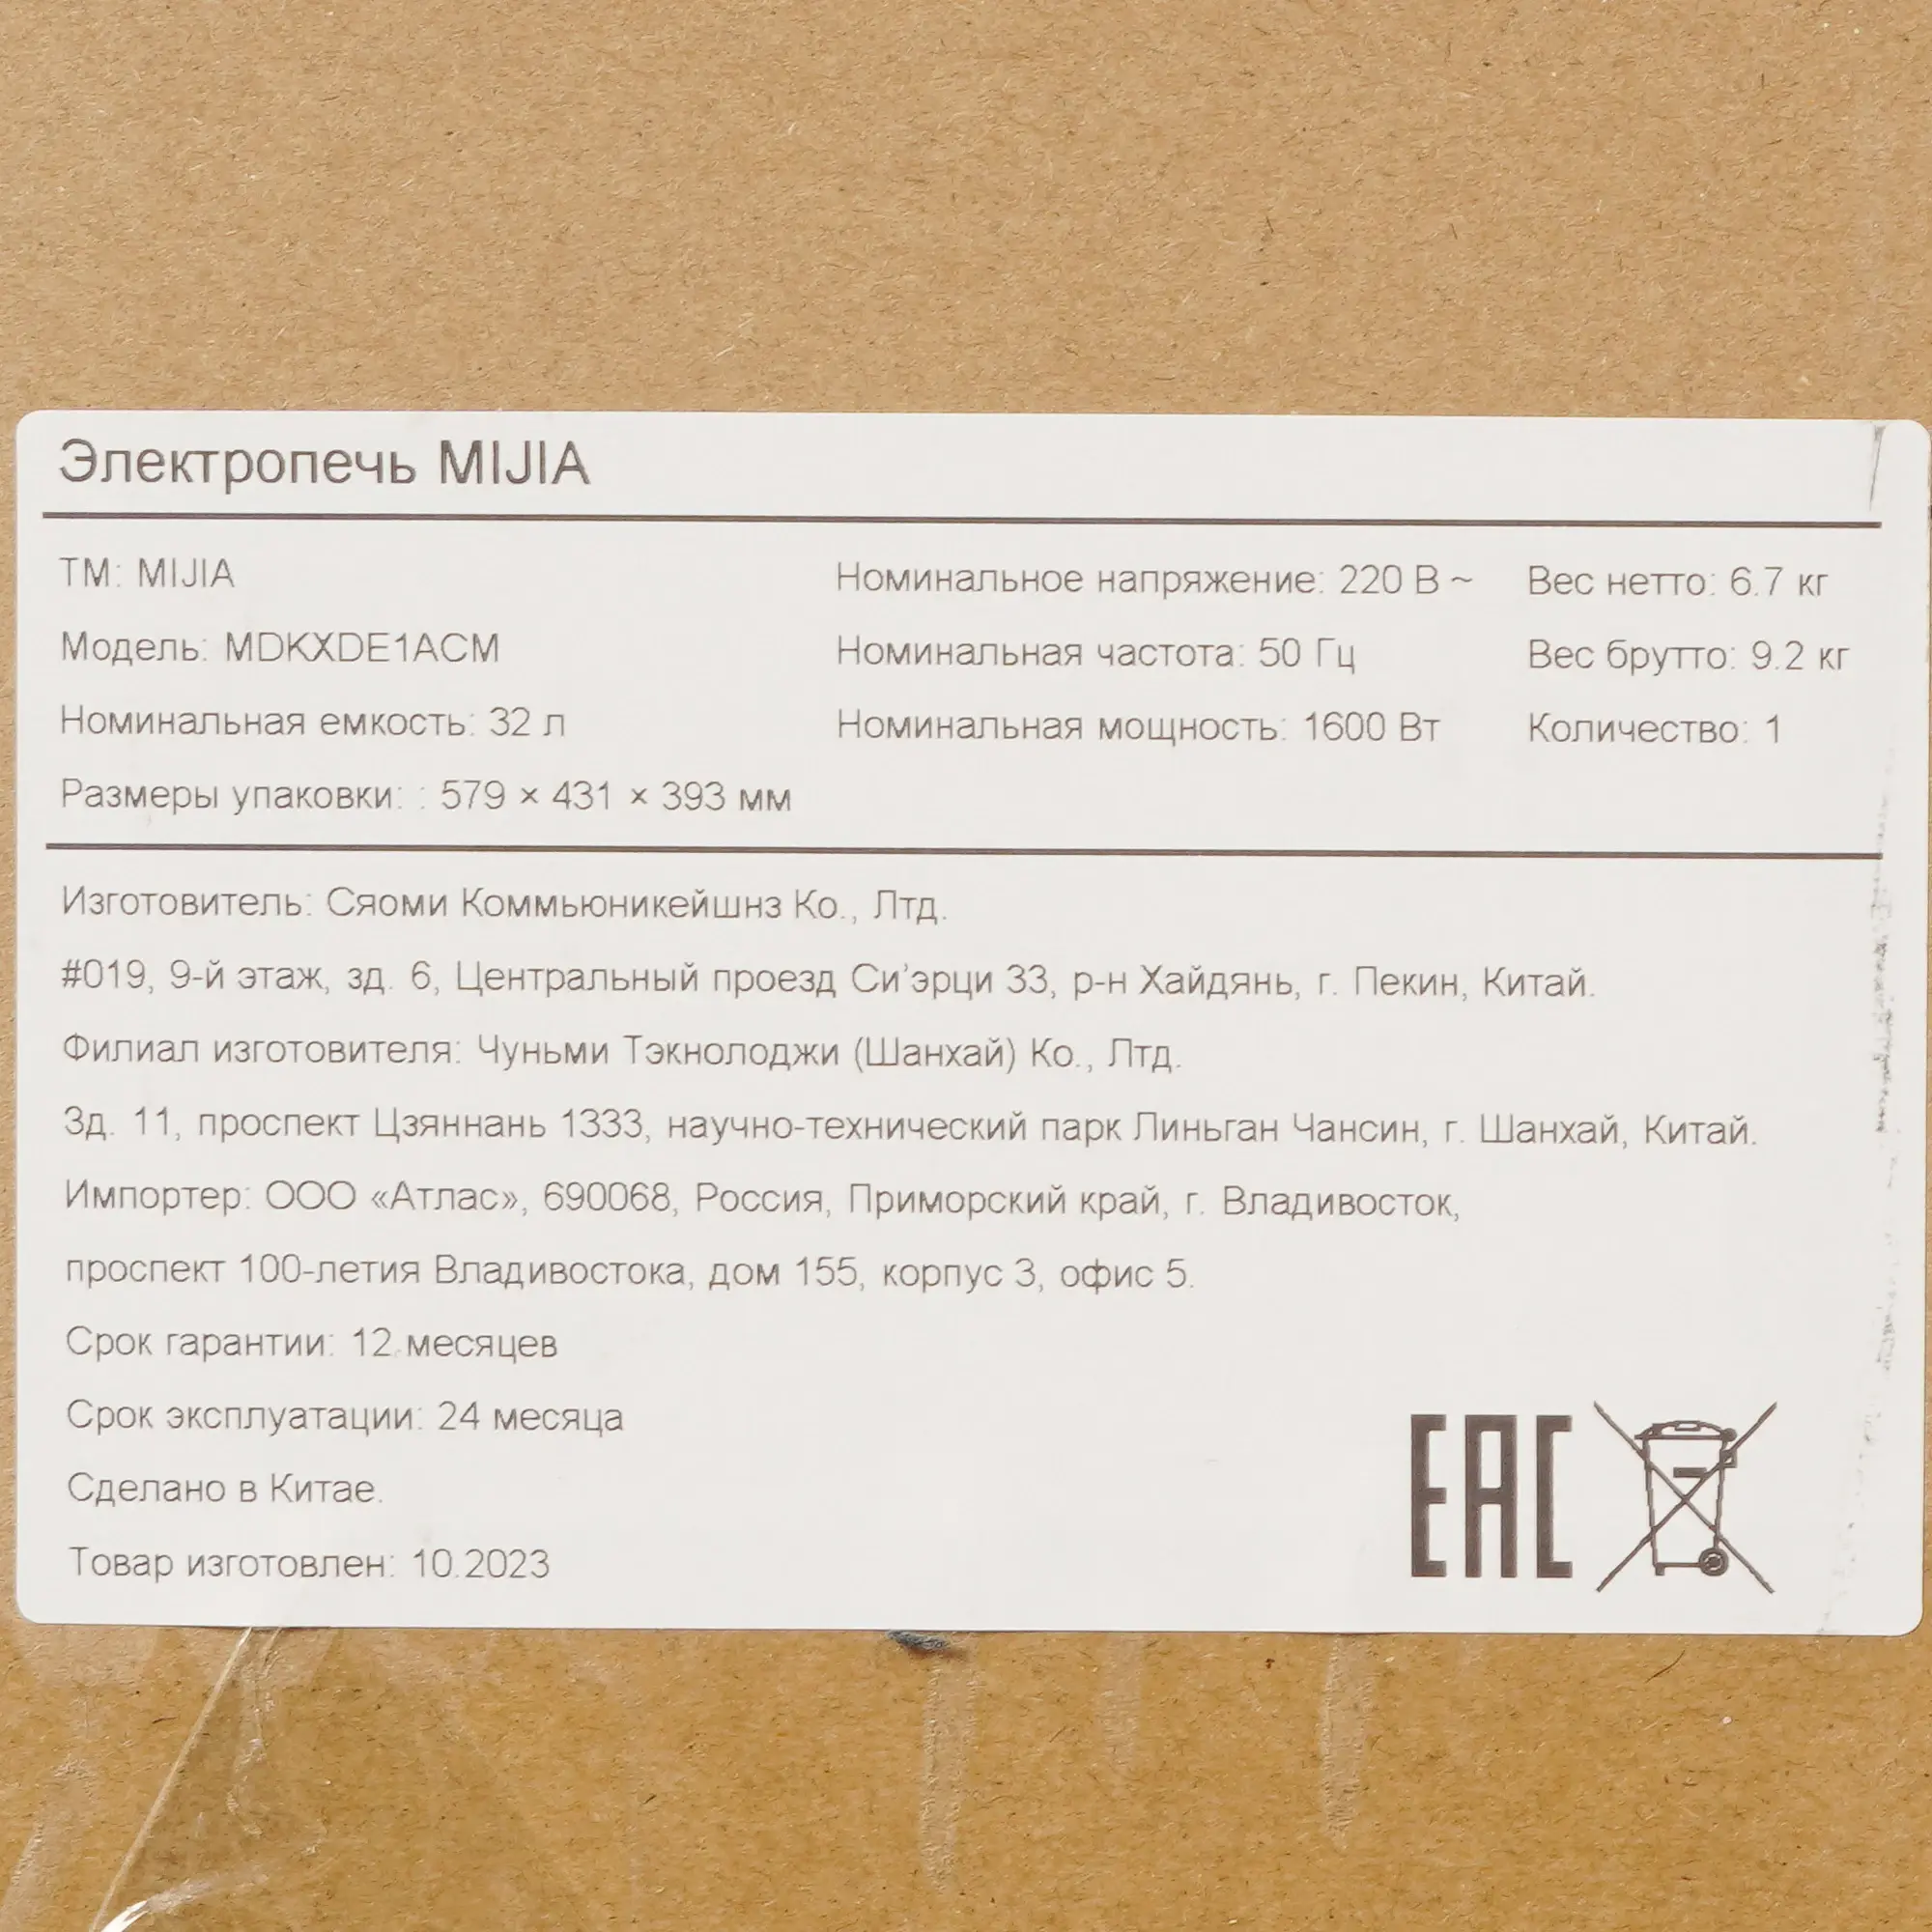 Электропечь MIJIA
ТМ: MIJIA
Номинальное напряжение: 220 В ~
Вес нетто: 6.7 кг
Модель: MDKXDE1ACM
Номинальная частота: 50 Гц
Вес брутто: 9.2 кг
Номинальная емкость: 32 л
Номинальная мощность: 1600 Вт
Количество: 1
Размеры упаковки: : 579 × 431 × 393 мм
Изготовитель: Сяоми Коммьюникейшнз Ко., Лтд.
#019, 9-й этаж, зд. 6, Центральный проезд Си’эрци 33, р-н Хайдянь, г. Пекин, Китай.
Филиал изготовителя: Чуньми Тэкнолоджи (Шанхай) Ко., Лтд.
Зд. 11, проспект Цзяннань 1333, научно-технический парк Линьган Чансин, г. Шанхай, Китай.
Импортер: ООО «Атлас», 690068, Россия, Приморский край, г. Владивосток,
проспект 100-летия Владивостока, дом 155, корпус 3, офис 5.
Срок гарантии: 12 месяцев
Срок эксплуатации: 24 месяца
Сделано в Китае.
Товар изготовлен: 10.2023
EAC